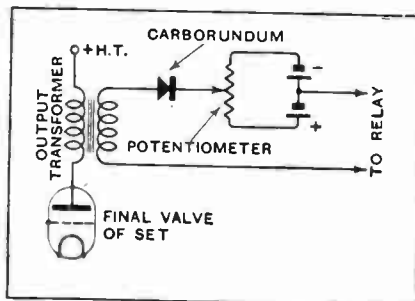 CARBORUNDUM
+H.T.
-
+
OUTPUT
TRANSFORMER
POTENTIOMETER
TO RELAY
FINAL VALVE
OF SET